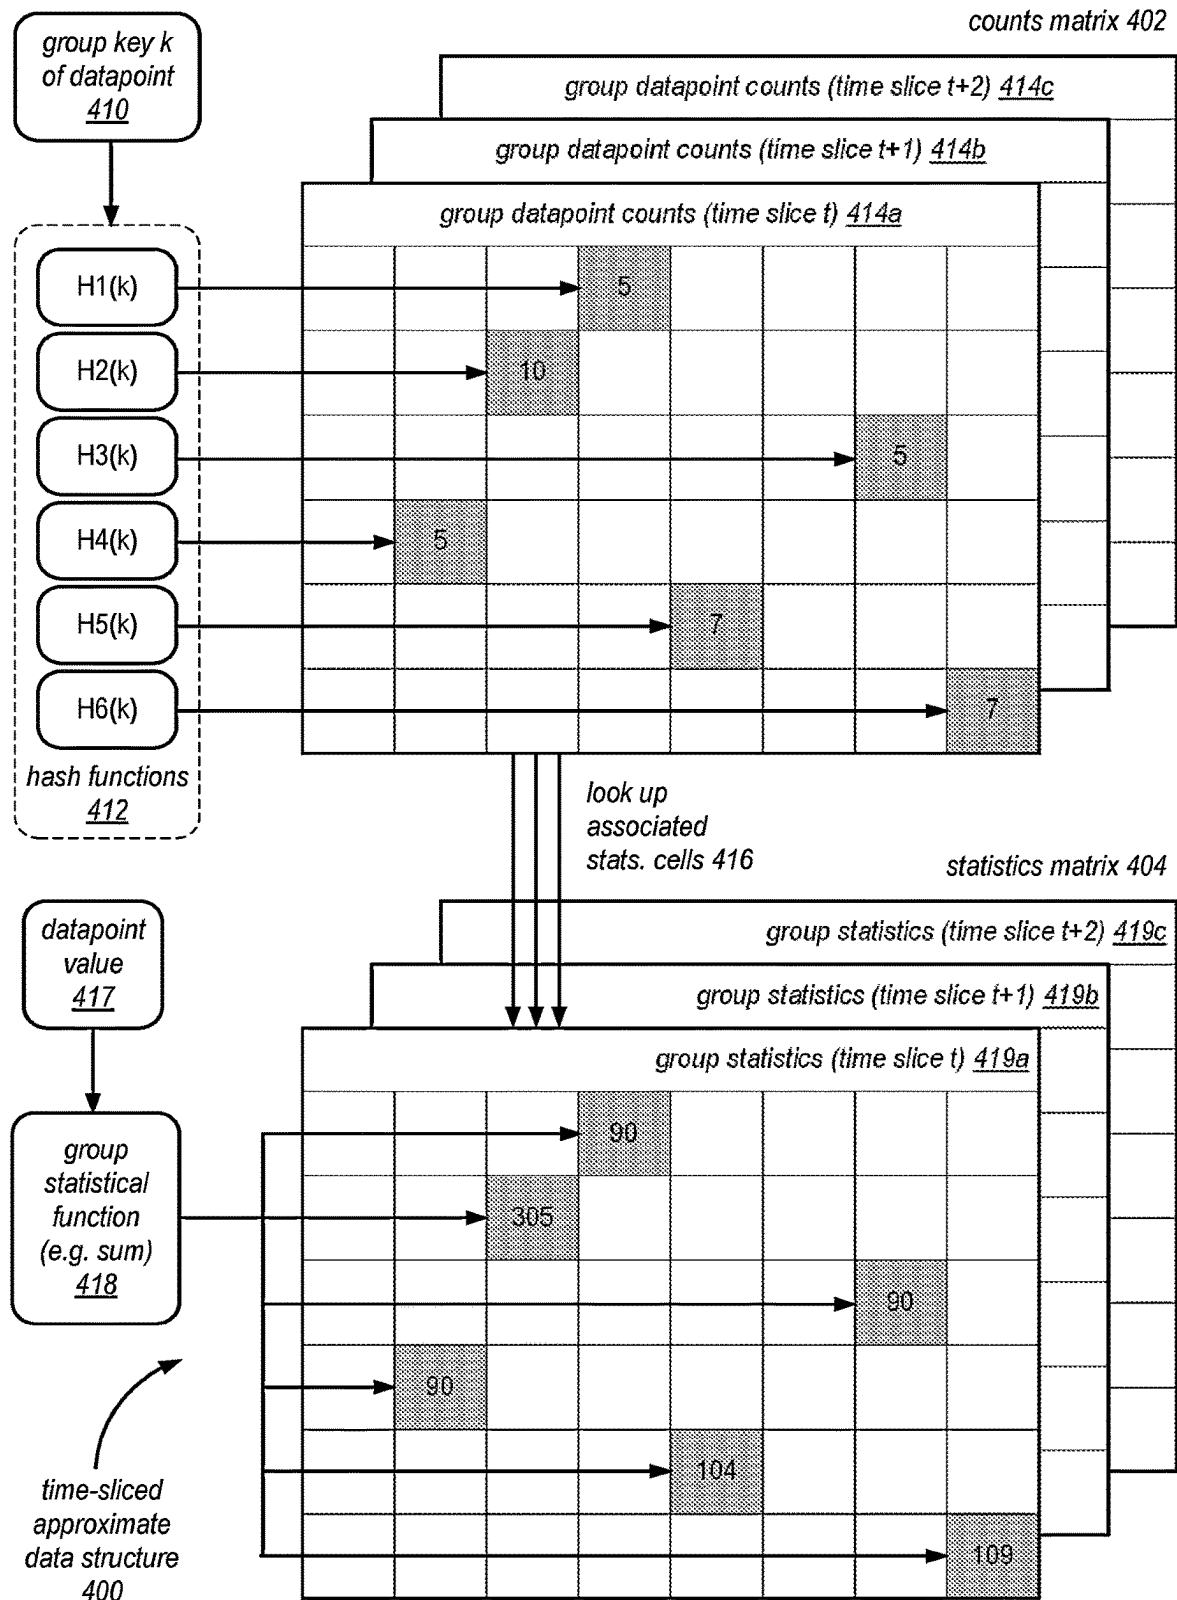 counts matrix 402
group key k
of datapoint
410
group datapoint counts (time slice t+2) 414c
group datapoint counts (time slice t+1) 414b
group datapoint counts (time slice t) 414a
H1(k)
5
H2(k)
10
H3(k)
5
H4(k)
5
H5(k)
7
H6(k)
7
hash functions
412
look up
associated
stats. cells 416
statistics matrix 404
datapoint
value
417
group statistics (time slice t+2) 419c
group statistics (time slice t+1) 419b
group statistics (time slice t) 419a
group
statistical
function
(e.g. sum)
418
90
305
90
90
104
109
time-sliced
approximate
data structure
400